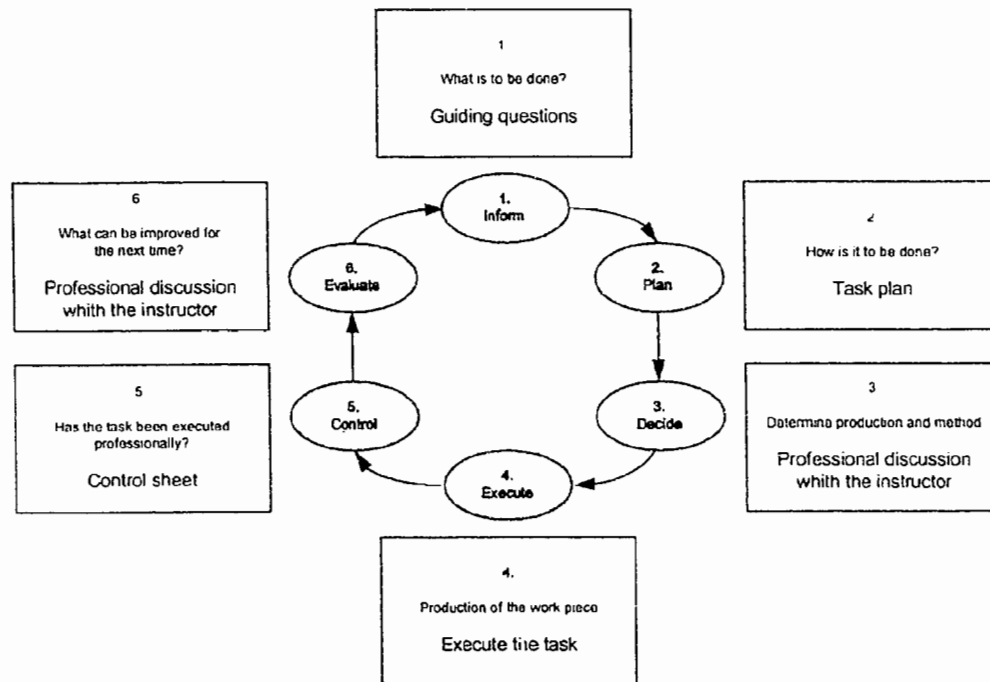 1
What is to be done?
Guiding questions
1.
Inform
2
How is it to be done?
Task plan
2.
Plan
3
Determine production and method
Professional discussion
whith the instructor
3.
Decide
4.
Execute
4.
Production of the work piece
Execute the task
5
Has the task been executed
professionally?
Control sheet
5.
Control
6
What can be improved for
the next time?
Professional discussion
whith the instructor
6.
Evaluate